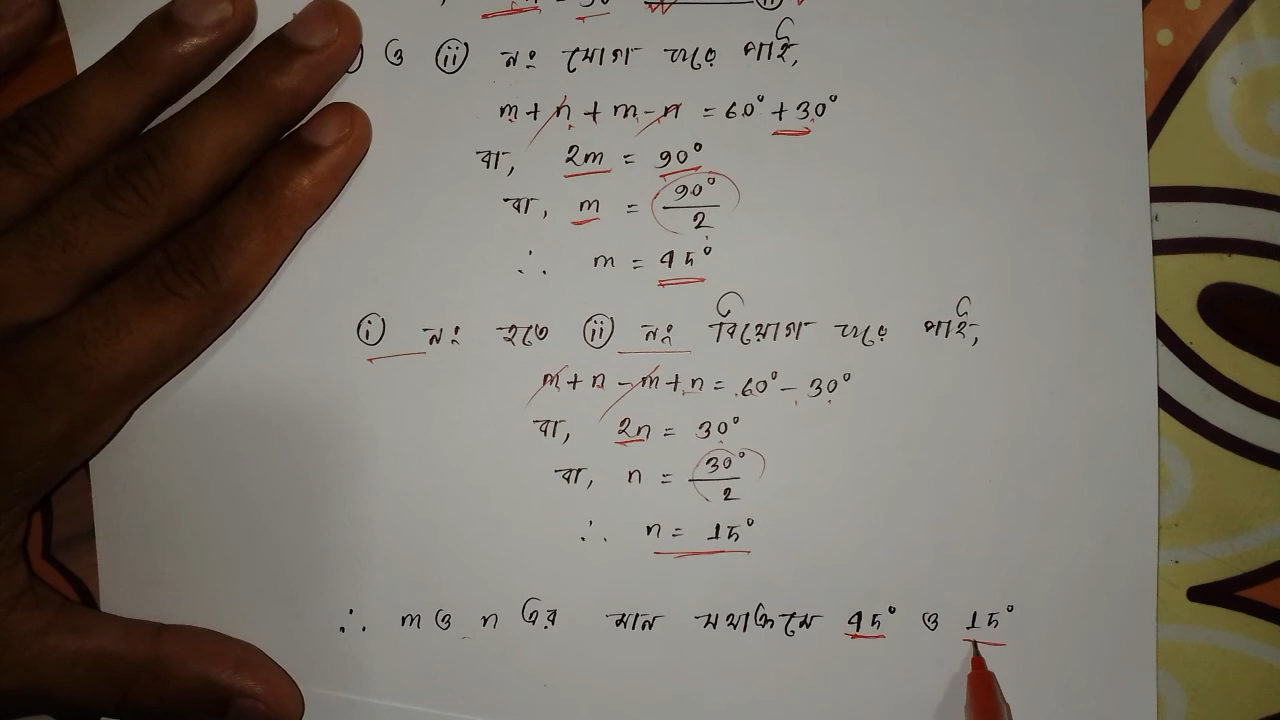 ও (ii) নং যোগ করে পাই,
m + n + m - n = 60° + 30°
বা, 2m = 90°
বা, m = 90°/2
∴ m = 45°
(i) নং হতে (ii) নং বিয়োগ করে পাই,
m + n - m + n = 60° - 30°
বা, 2n = 30°
বা, n = 30°/2
∴ n = 15°
∴ m ও n এর মান যথাক্রমে 45° ও 15°